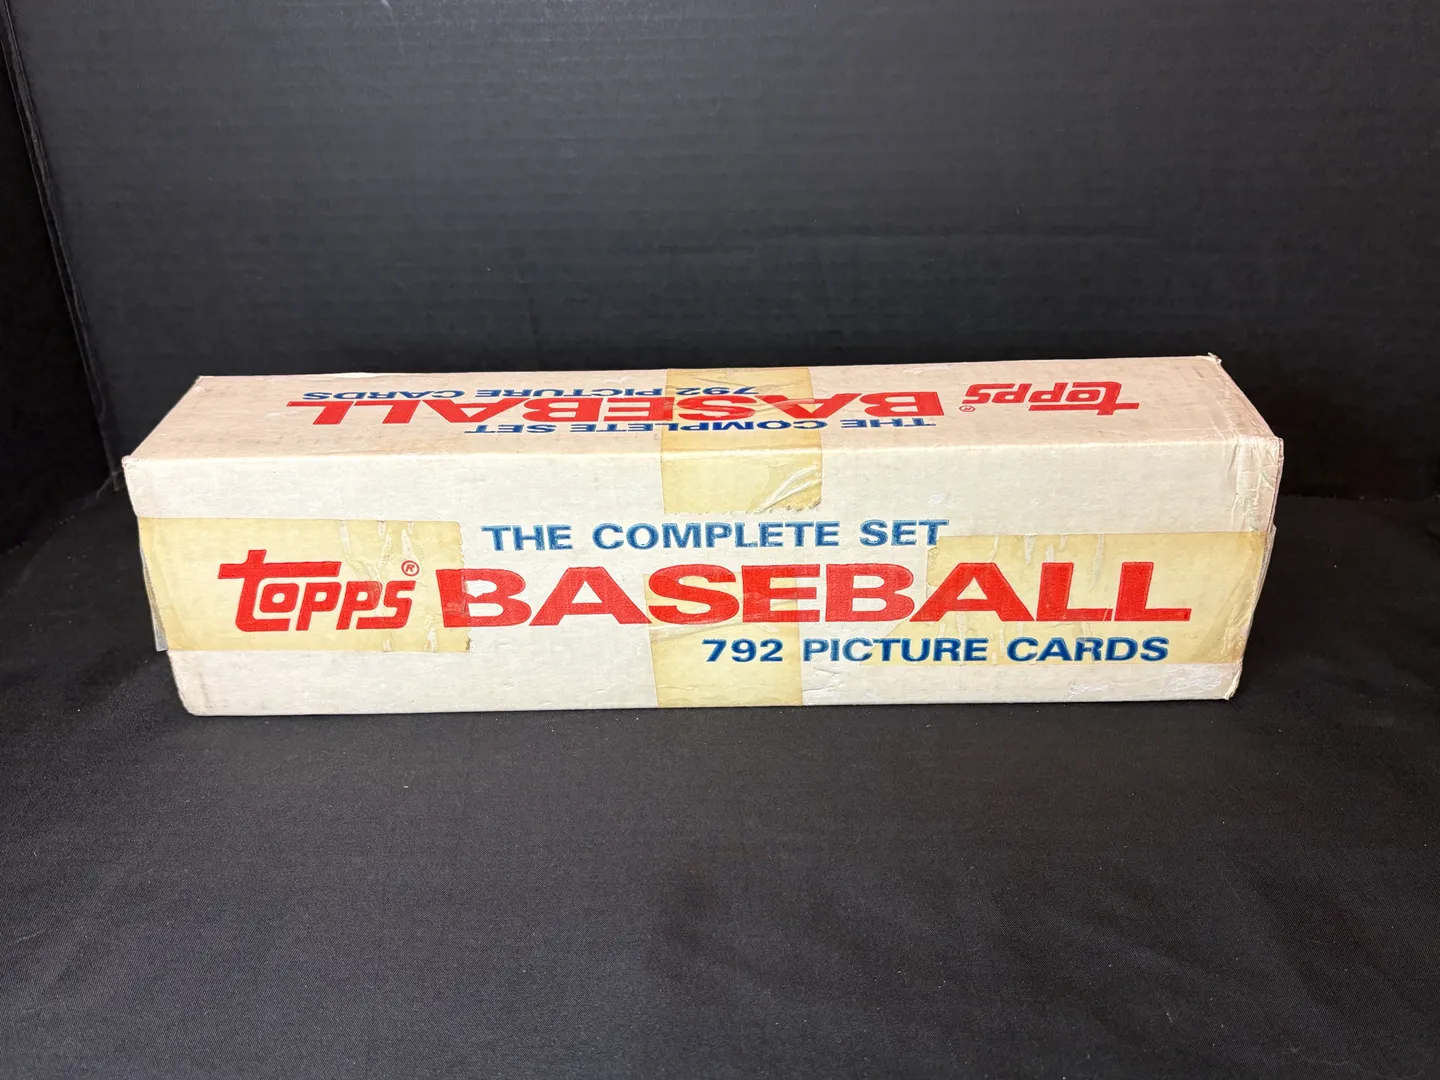 THE COMPLETE SET
topps® BASEBALL
792 PICTURE CARDS
topps® BASEBALL
THE COMPLETE SET
792 PICTURE CARDS